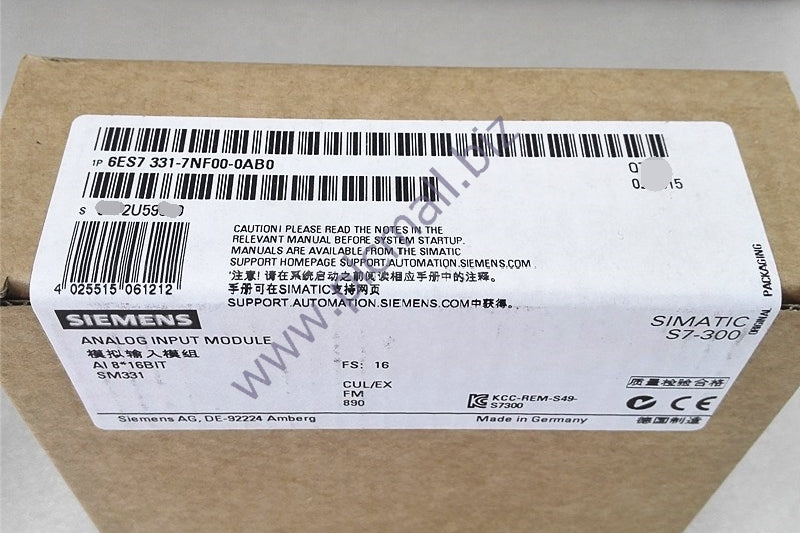 1P 6ES7 331-7NF00-0AB0
S 2U59
15
4 025515 061212
CAUTION! PLEASE READ THE NOTES IN THE
RELEVANT MANUAL BEFORE SYSTEM STARTUP.
MANUALS ARE AVAILABLE FROM THE SIMATIC
SUPPORT HOMEPAGE SUPPORT.AUTOMATION.SIEMENS.COM
'注意! 请在系统启动之前阅读相应手册中的注释。
手册可在SIMATIC支持网页
SUPPORT.AUTOMATION.SIEMENS.COM中获得。
ORIGINAL PACKAGING
SIEMENS
SIMATIC
S7-300
ANALOG INPUT MODULE
模拟输入模组
AI 8*16BIT
SM331
FS: 16
CUL/EX
FM
890
KCC-REM-S49-
S7300
质量检验合格
CE
Siemens AG, DE-92224 Amberg
Made in Germany
德国制造
www.plcmall.biz